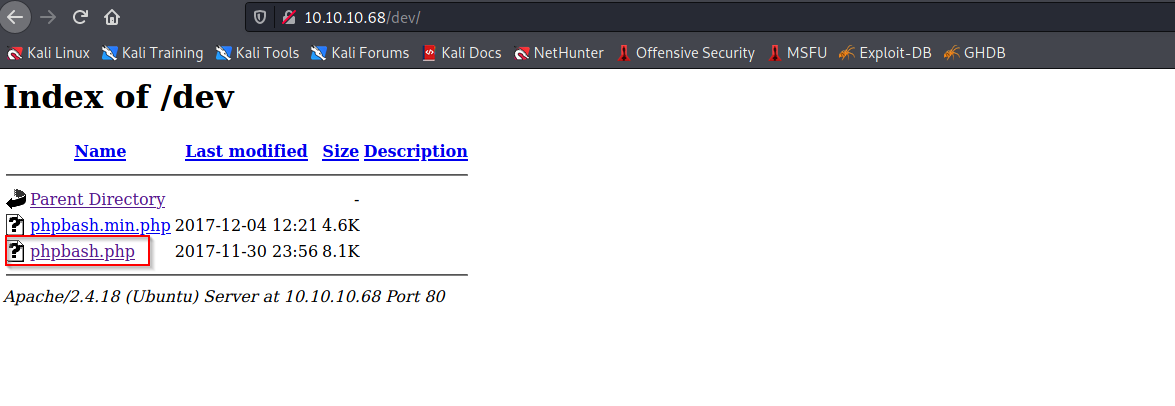 10.10.10.68/dev/
Kali Linux Kali Training Kali Tools Kali Forums Kali Docs NetHunter Offensive Security MSFU Exploit-DB GHDB
Index of /dev
Name Last modified Size Description
Parent Directory -
phpbash.min.php 2017-12-04 12:21 4.6K
phpbash.php 2017-11-30 23:56 8.1K
Apache/2.4.18 (Ubuntu) Server at 10.10.10.68 Port 80